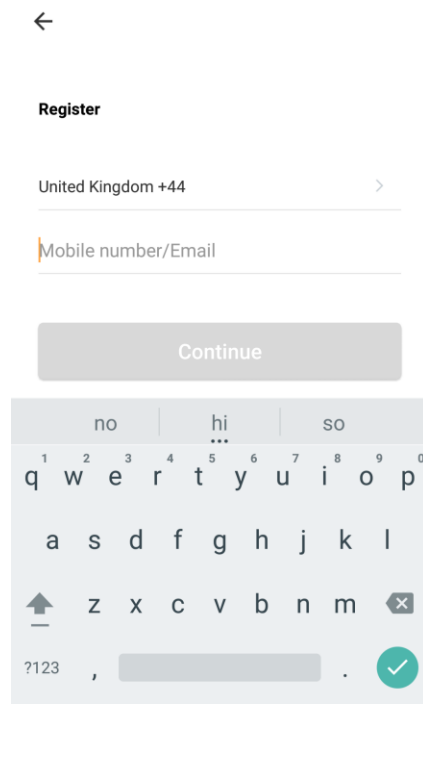 Register
United Kingdom +44
Mobile number/Email
Continue
no hi so
1 2 3 4 5 6 7 8 9 0
q w e r t y u i o p
a s d f g h j k l
z x c v b n m
?123 , .